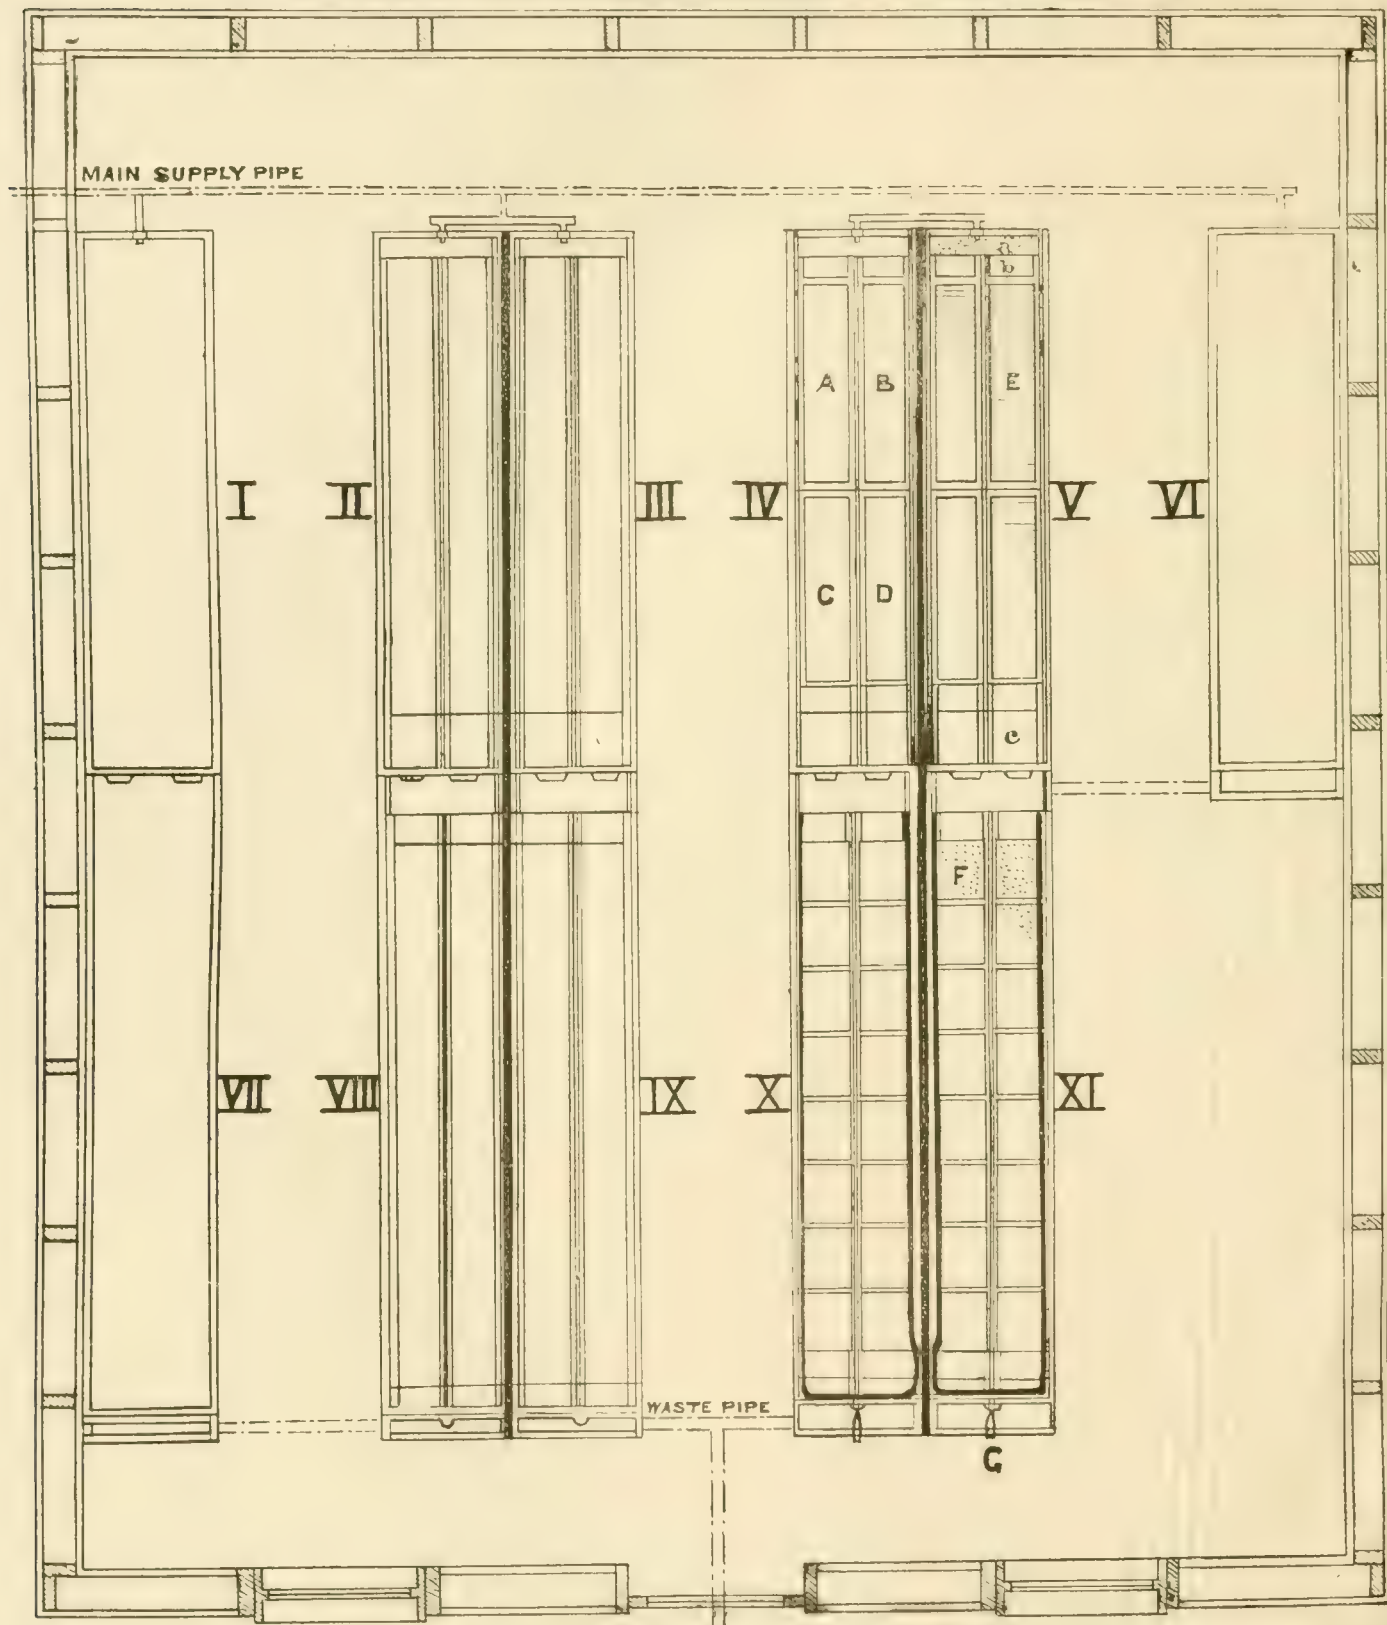 MAIN SUPPLY PIPE
a
b
A B E
I II III IV V VI
C D
c
F
VII VIII IX X XI
WASTE PIPE
G